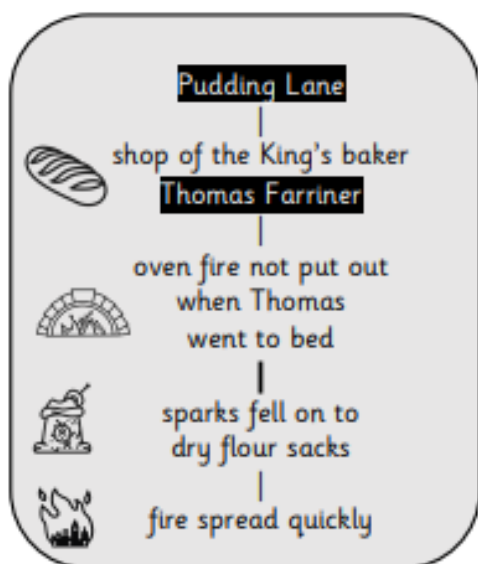 Pudding Lane
shop of the King's baker
Thomas Farriner
oven fire not put out
when Thomas
went to bed
sparks fell on to
dry flour sacks
fire spread quickly